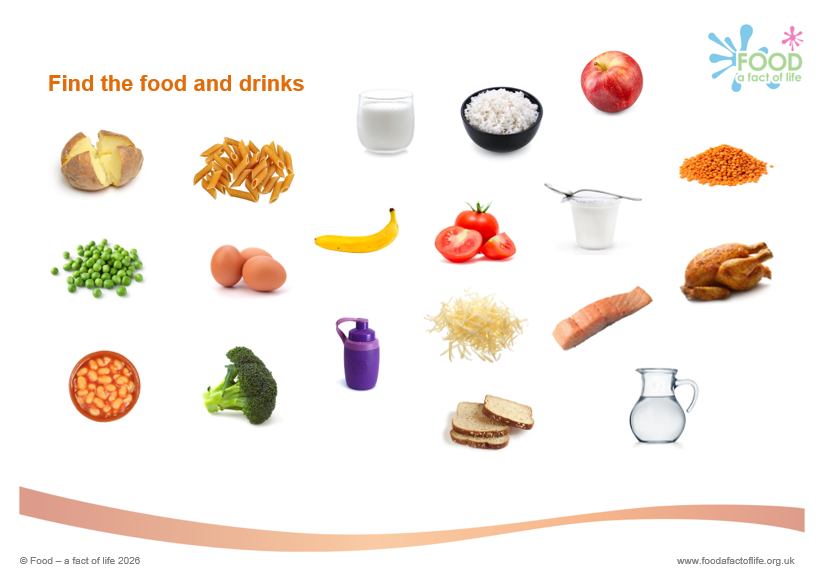 FOOD
a fact of life
Find the food and drinks
© Food – a fact of life 2026
www.foodafactoflife.org.uk